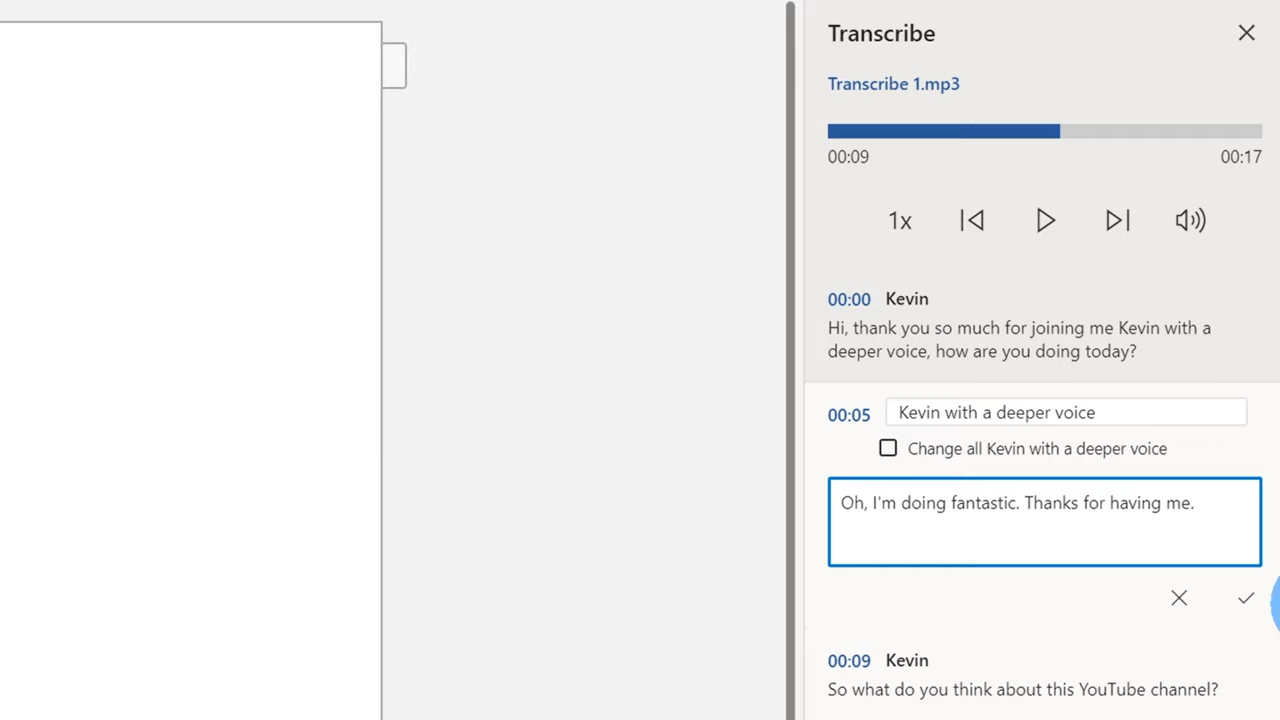 Transcribe
Transcribe 1.mp3
00:09 00:17
1x
00:00 Kevin
Hi, thank you so much for joining me Kevin with a
deeper voice, how are you doing today?
00:05 Kevin with a deeper voice
Change all Kevin with a deeper voice
Oh, I'm doing fantastic. Thanks for having me.
00:09 Kevin
So what do you think about this YouTube channel?